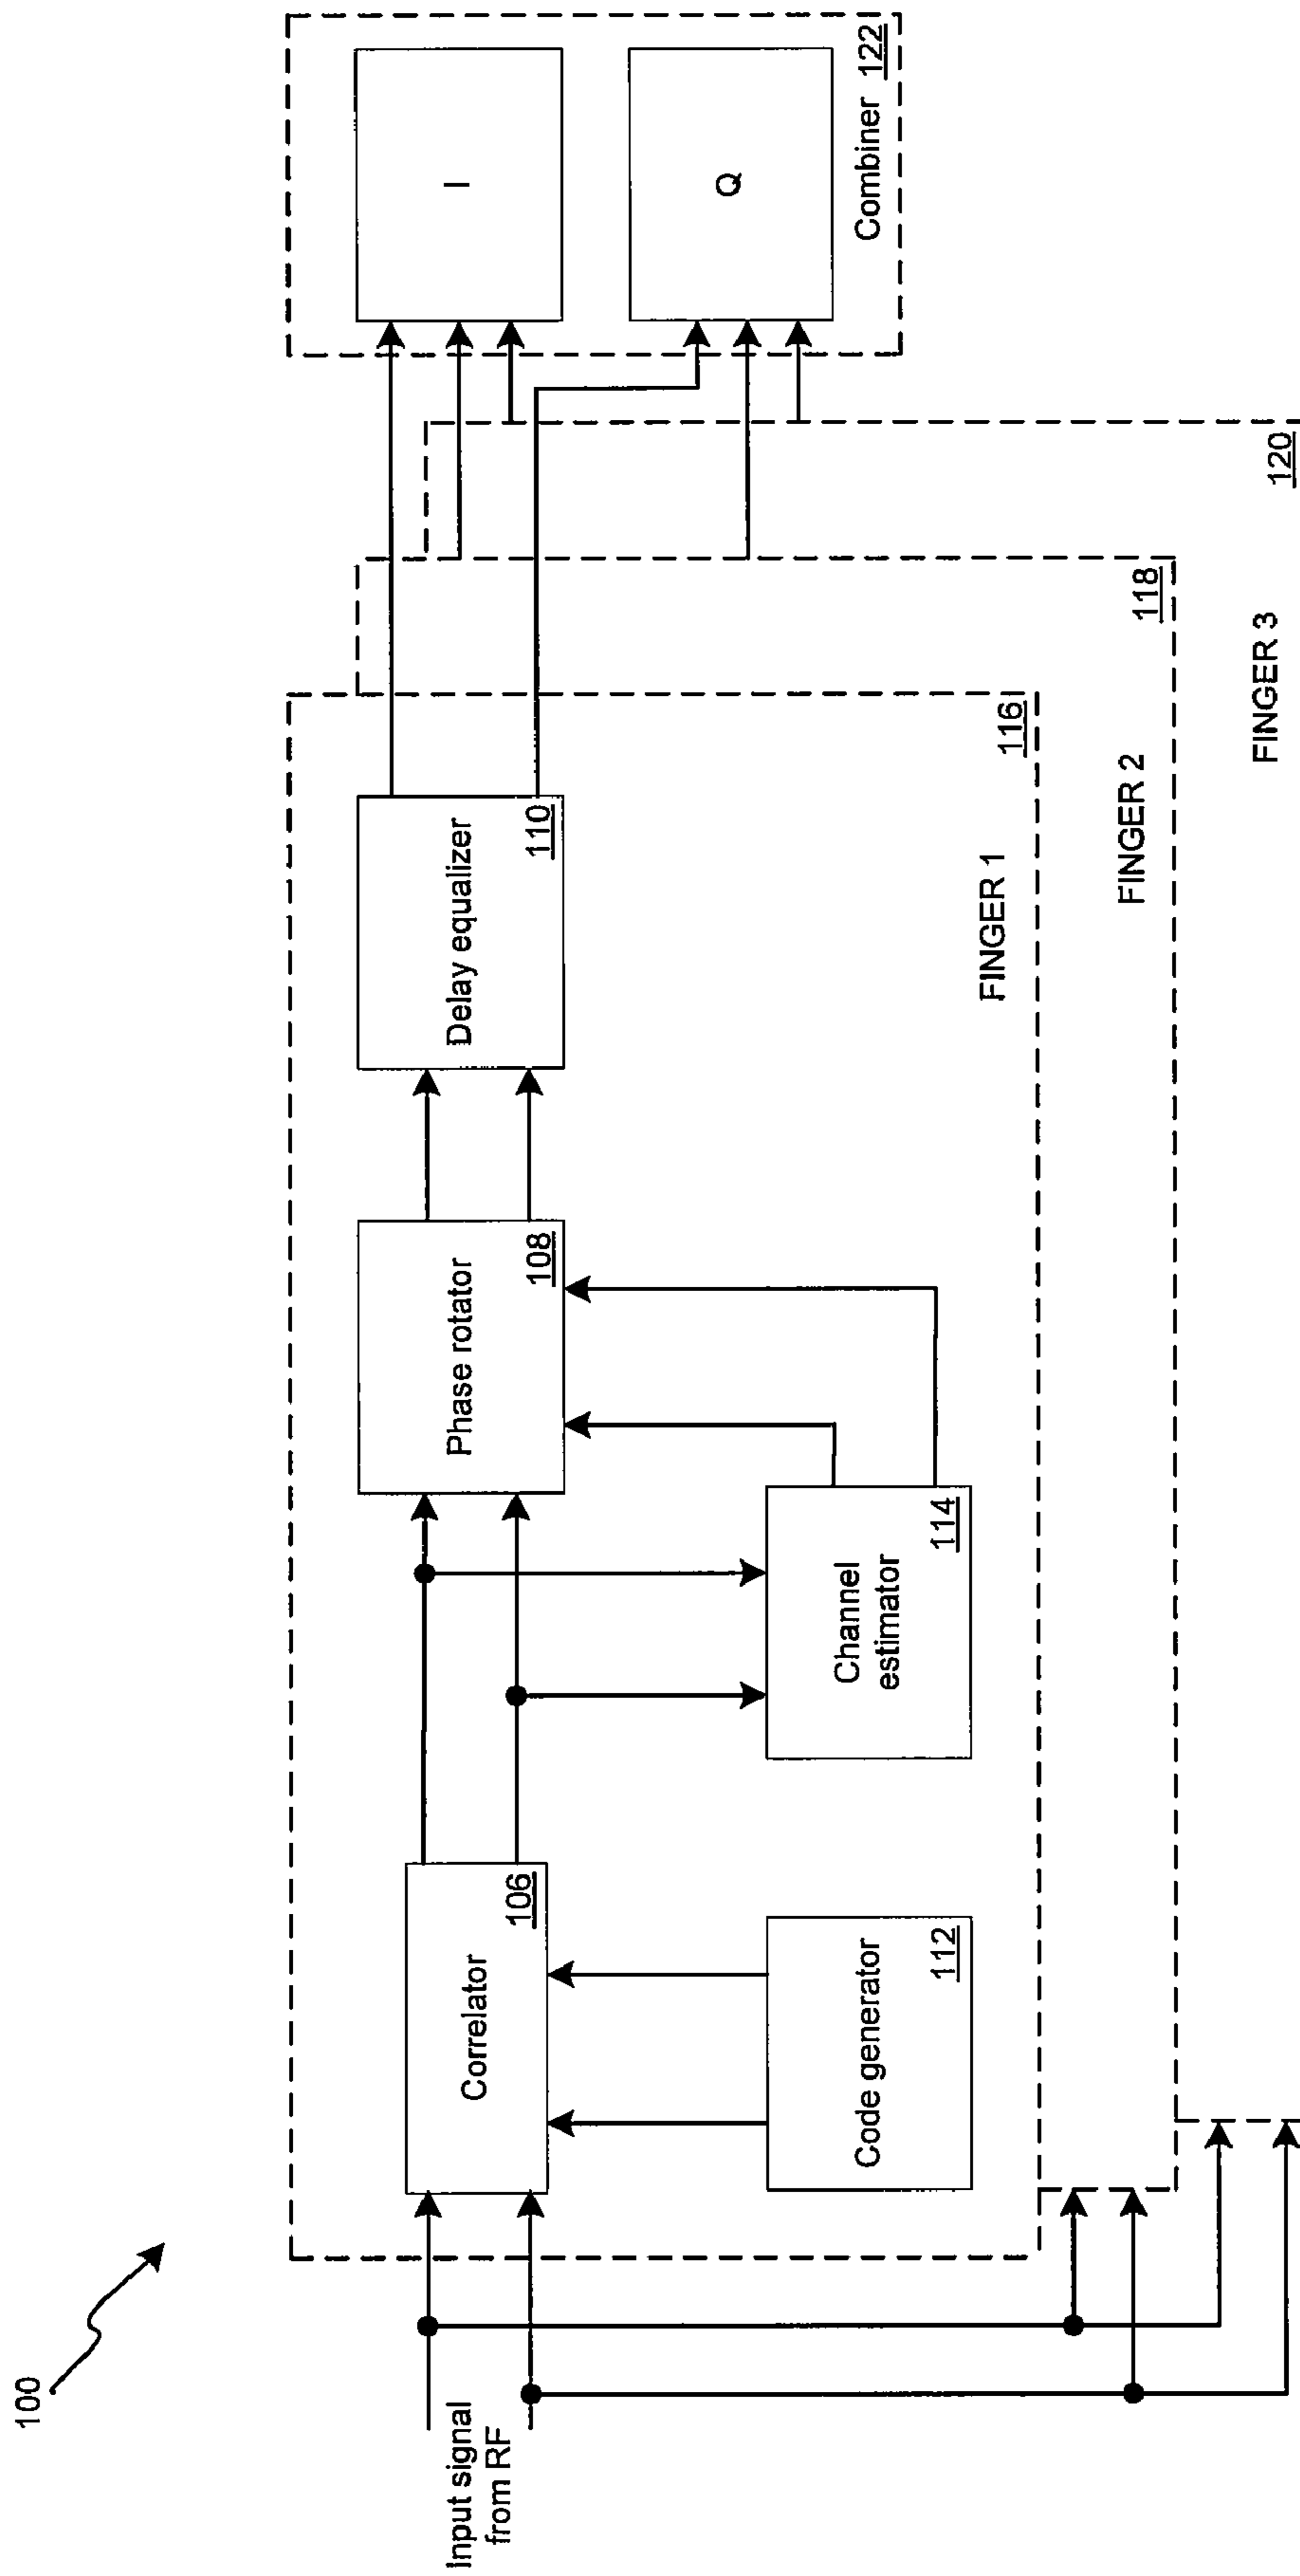 100
Input signal
from RF
Correlator
106
Phase rotator
108
Delay equalizer
110
I
Q
Combiner 122
Code generator
112
Channel
estimator
114
FINGER 1
116
FINGER 2
118
FINGER 3
120